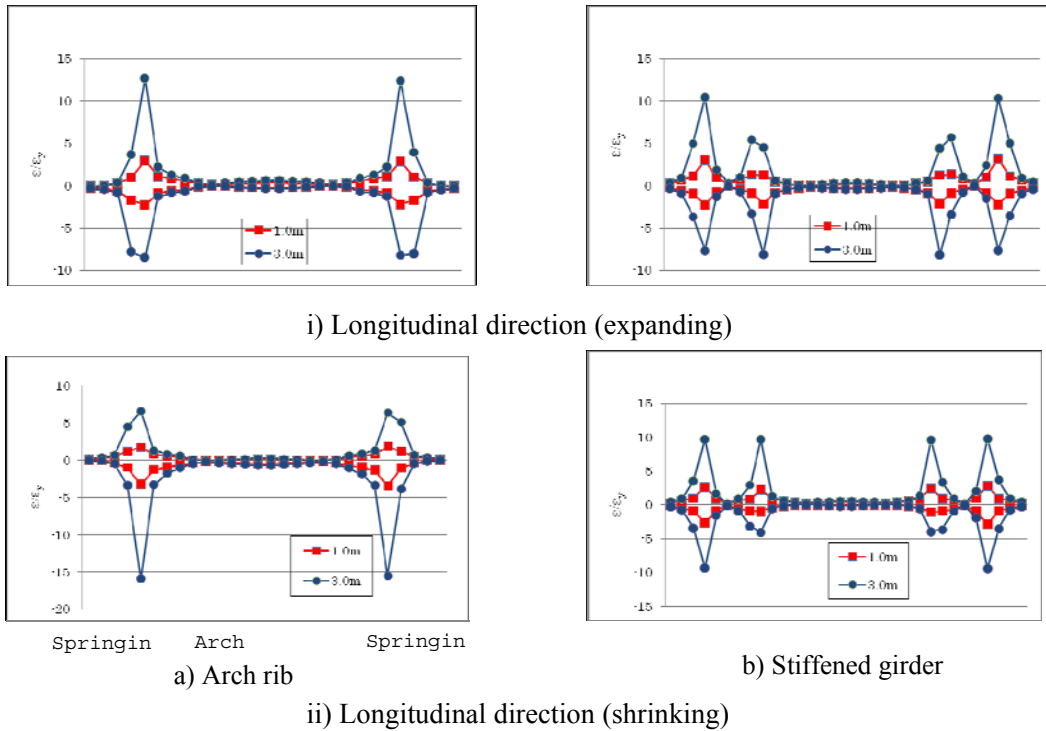 15
10
5
0
-5
-10
ε/εy
1.0m
3.0m
15
10
5
0
-5
-10
ε/εy
1.0m
3.0m
i) Longitudinal direction (expanding)
10
5
0
-5
-10
-15
-20
ε/εy
1.0m
3.0m
Springin Arch Springin
a) Arch rib
15
10
5
0
-5
-10
-15
ε/εy
1.0m
3.0m
b) Stiffened girder
ii) Longitudinal direction (shrinking)